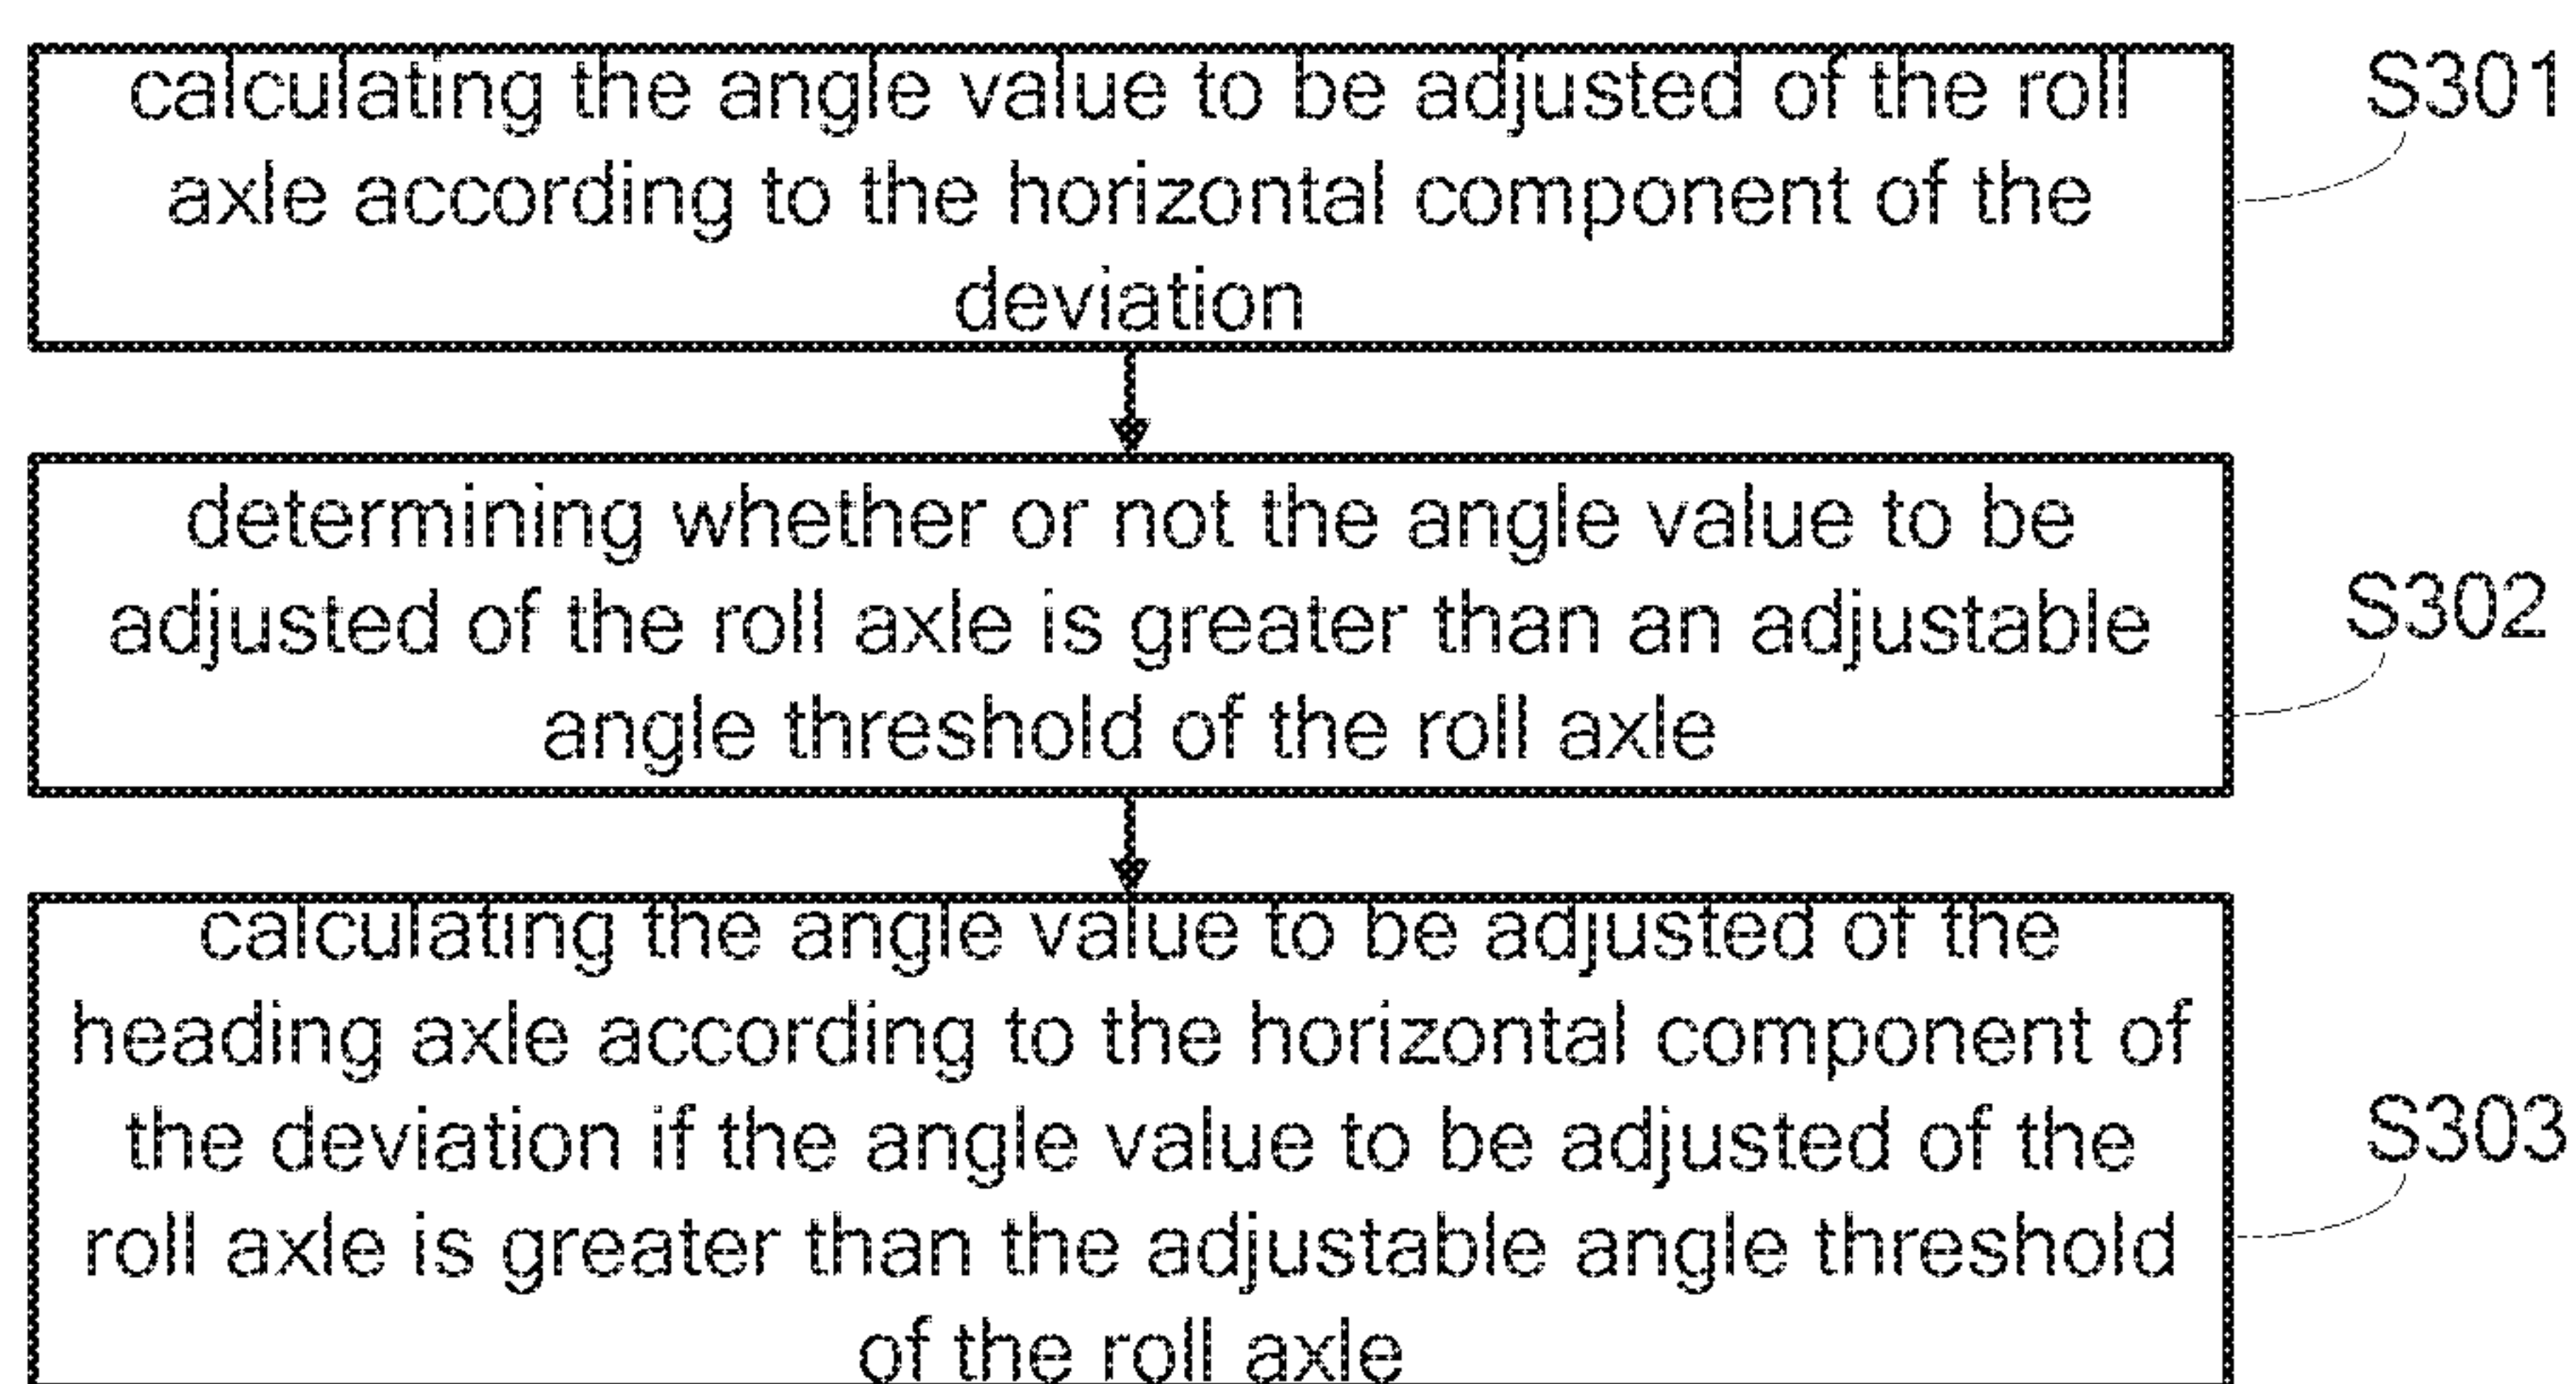 calculating the angle value to be adjusted of the roll
axle according to the horizontal component of the
deviation
S301
determining whether or not the angle value to be
adjusted of the roll axle is greater than an adjustable
angle threshold of the roll axle
S302
calculating the angle value to be adjusted of the
heading axle according to the horizontal component of
the deviation if the angle value to be adjusted of the
roll axle is greater than the adjustable angle threshold
of the roll axle
S303